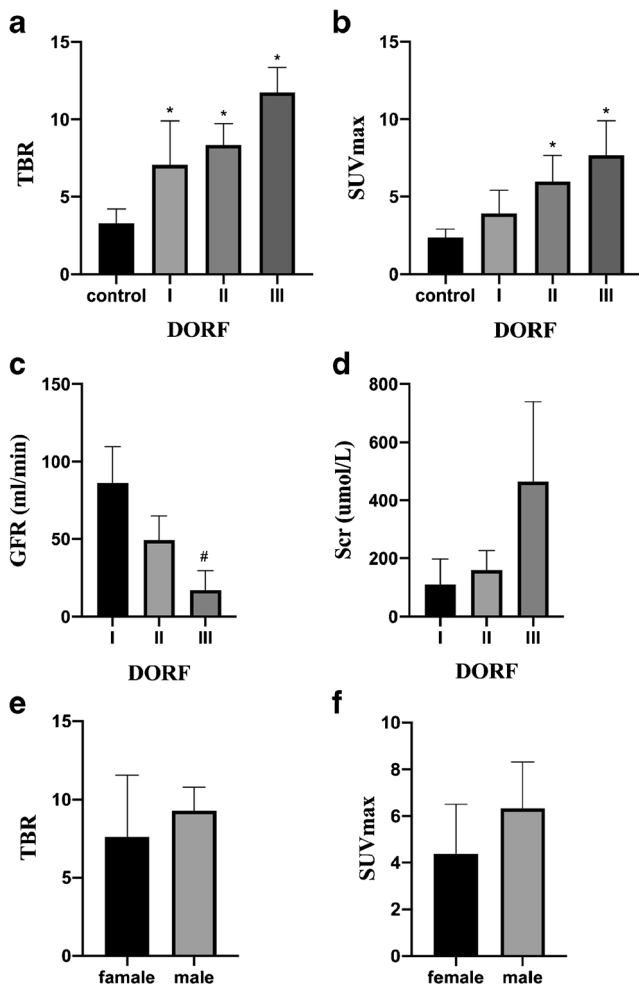 a
TBR
15
10
5
0
*
*
*
control I II III
DORF
b
SUVmax
15
10
5
0
*
*
control I II III
DORF
c
GFR (ml/min)
150
100
50
0
#
I II III
DORF
d
Scr (umol/L)
800
600
400
200
0
I II III
DORF
e
TBR
15
10
5
0
famale male
f
SUVmax
10
8
6
4
2
0
female male